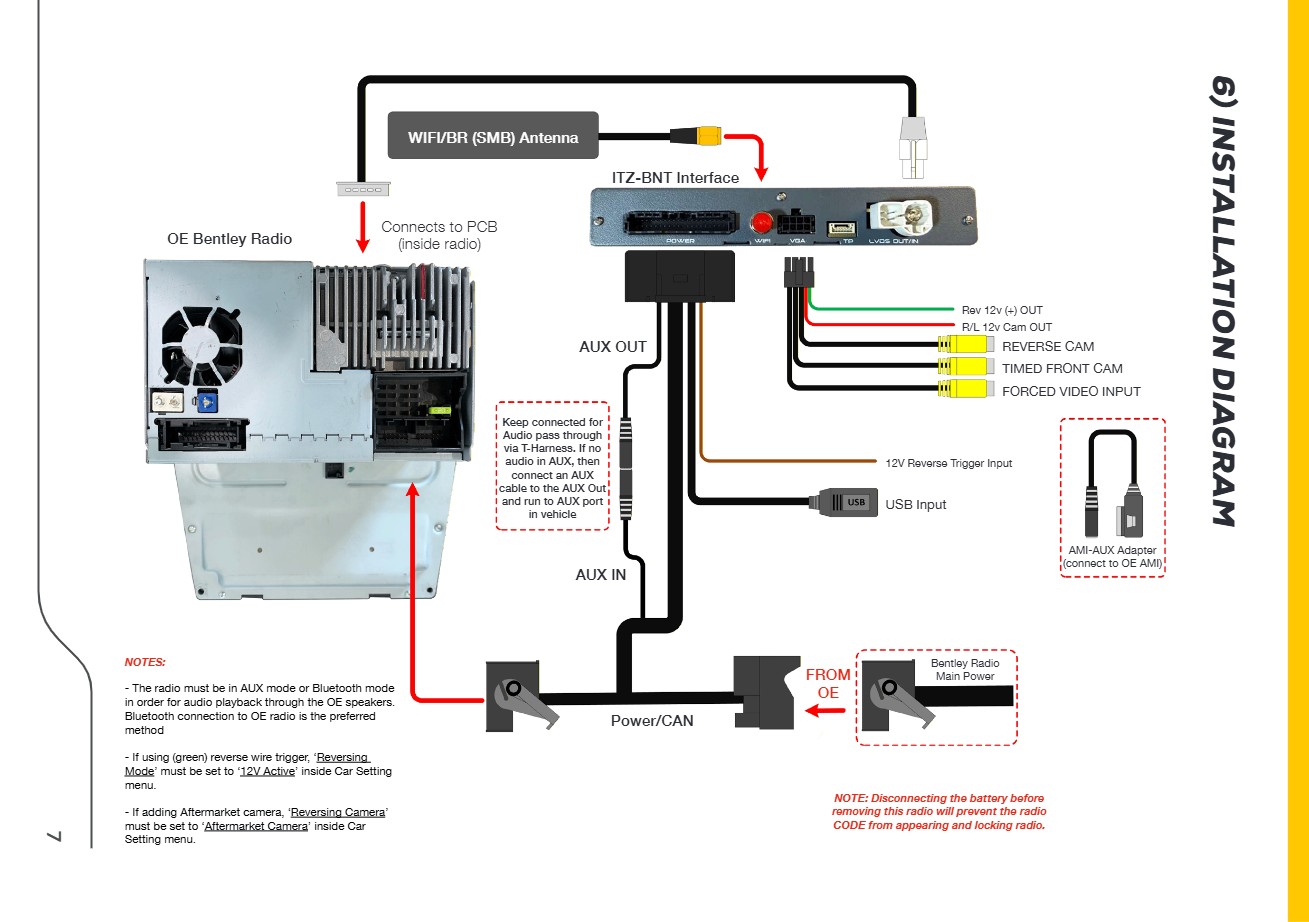 6) INSTALLATION DIAGRAM
WIFI/BR (SMB) Antenna
ITZ-BNT Interface
POWER
WIFI
VGA
TP
LVDS OUT/IN
Connects to PCB
(inside radio)
OE Bentley Radio
Rev 12v (+) OUT
R/L 12v Cam OUT
REVERSE CAM
TIMED FRONT CAM
FORCED VIDEO INPUT
AUX OUT
Keep connected for
Audio pass through
via T-Harness. If no
audio in AUX, then
connect an AUX
cable to the AUX Out
and run to AUX port
in vehicle
12V Reverse Trigger Input
USB
USB Input
AMI-AUX Adapter
(connect to OE AMI)
AUX IN
Power/CAN
FROM
OE
Bentley Radio
Main Power
NOTES:
- The radio must be in AUX mode or Bluetooth mode
in order for audio playback through the OE speakers.
Bluetooth connection to OE radio is the preferred
method
- If using (green) reverse wire trigger, ‘Reversing
Mode’ must be set to ‘12V Active’ inside Car Setting
menu.
- If adding Aftermarket camera, ‘Reversing Camera’
must be set to ‘Aftermarket Camera’ inside Car
Setting menu.
NOTE: Disconnecting the battery before
removing this radio will prevent the radio
CODE from appearing and locking radio.
7